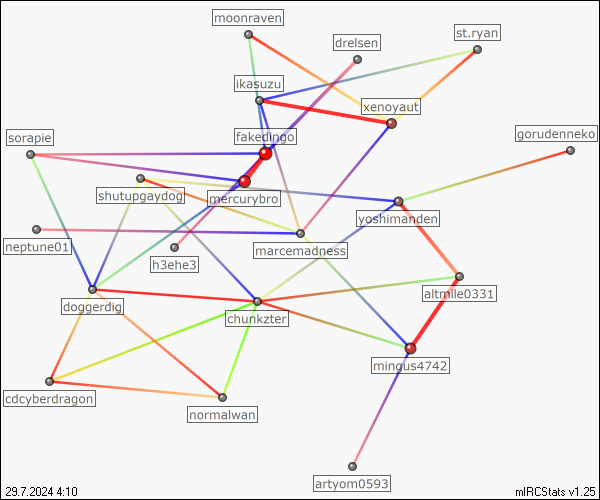 moonraven
st.ryan
drelsen
ikasuzu
xenoyaut
fakedingo
gorudenneko
sorapie
shutupgaydog
mercurybro
yoshimanden
neptune01
marcemadness
h3ehe3
altmile0331
doggerdig
chunkzter
mingus4742
cdcyberdragon
normalwan
artyom0593
29.7.2024 4:10
mIRCStats v1.25